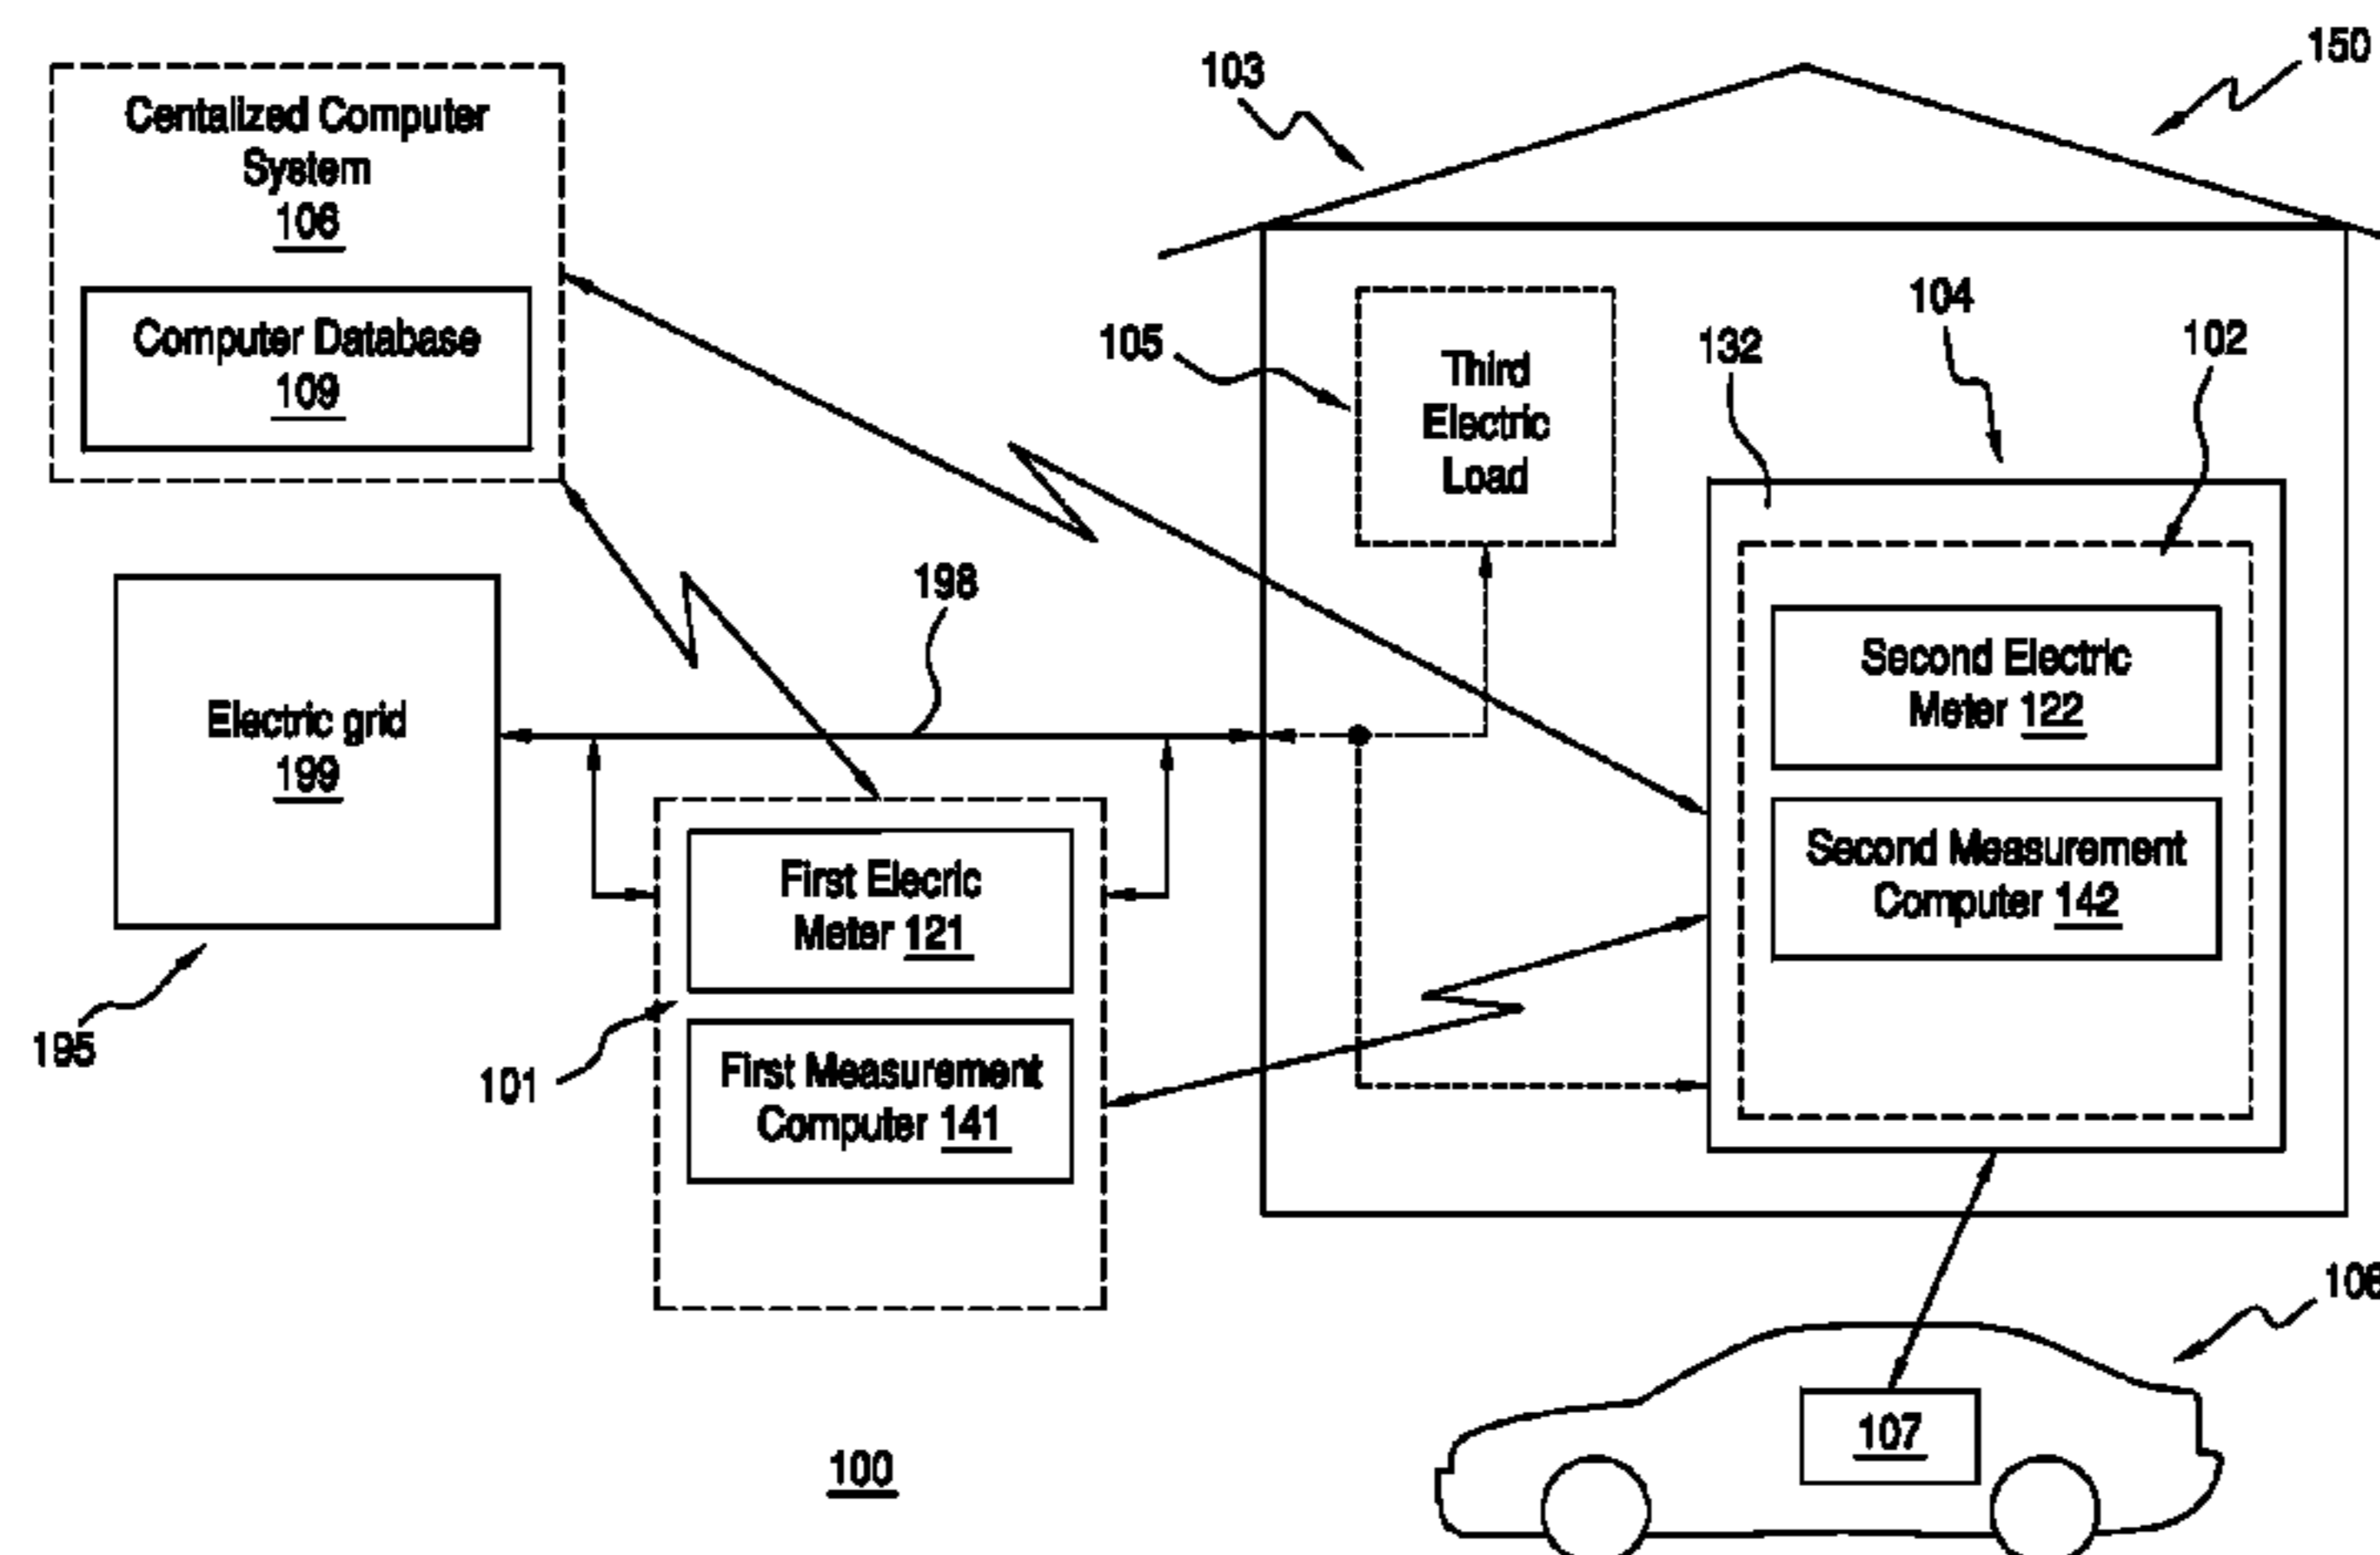 150
103
Centalized Computer
System
106
Computer Database
109
105
Third
Electric
Load
104
132
102
198
Electric grid
199
195
Second Electric
Meter 122
Second Measurement
Computer 142
First Elecric
Meter 121
101
First Measurement
Computer 141
108
107
100